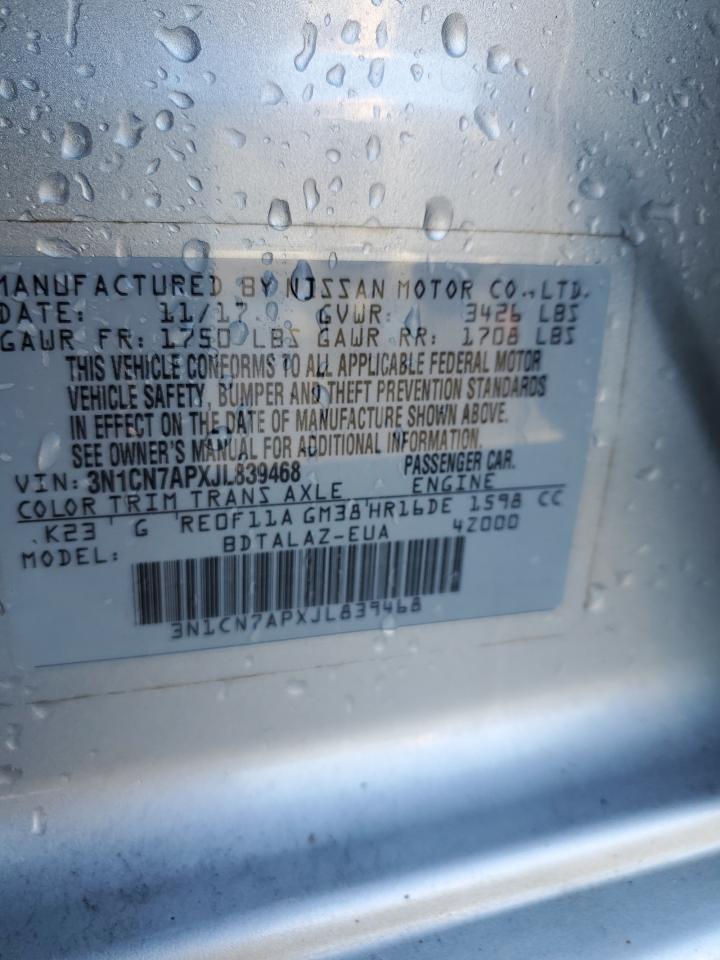 MANUFACTURED BY NISSAN MOTOR CO.,LTD.
DATE: 11/17 GVWR: 3426 LBS
GAWR FR: 1750 LBS GAWR RR: 1708 LBS
THIS VEHICLE CONFORMS TO ALL APPLICABLE FEDERAL MOTOR
VEHICLE SAFETY, BUMPER AND THEFT PREVENTION STANDARDS
IN EFFECT ON THE DATE OF MANUFACTURE SHOWN ABOVE.
SEE OWNER'S MANUAL FOR ADDITIONAL INFORMATION.
VIN: 3N1CN7APXJL839468 PASSENGER CAR.
COLOR TRIM TRANS AXLE ENGINE
K23 G RE0F11A GM38 HR16DE 1598 CC
MODEL: BDTALAZ-EUA 4Z000
3N1CN7APXJL839468